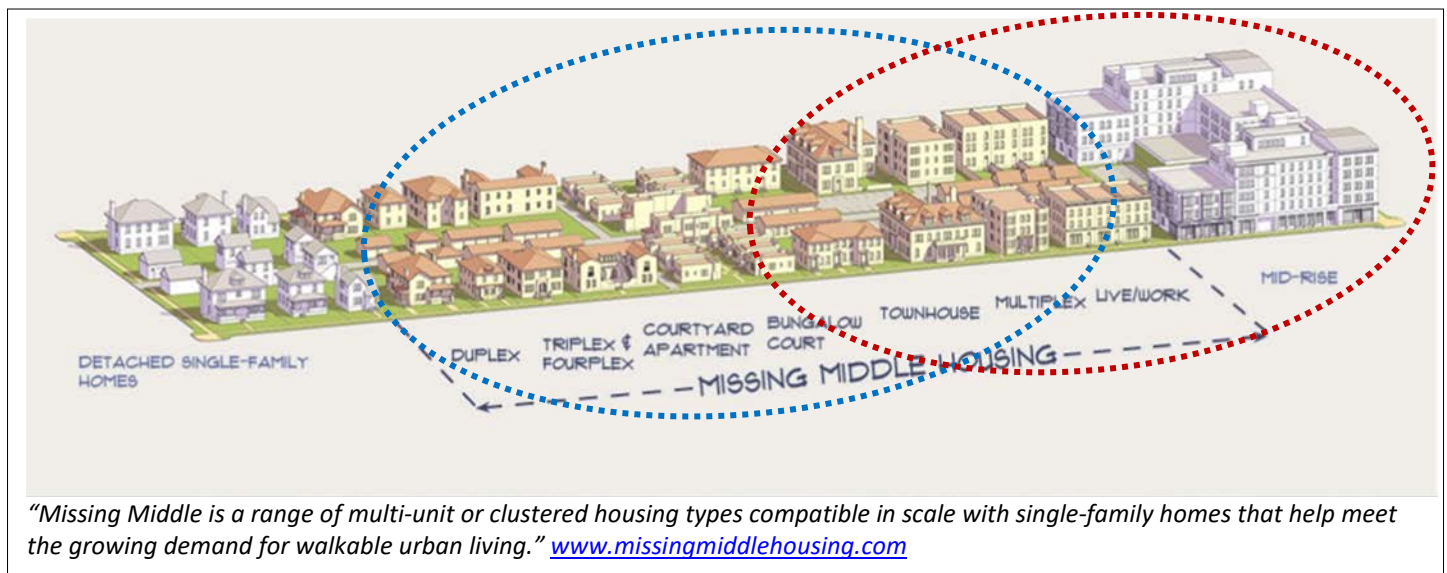 MID-RISE
DETACHED SINGLE-FAMILY
HOMES
DUPLEX
TRIPLEX &
FOURPLEX
COURTYARD
APARTMENT
BUNGALOW
COURT
TOWNHOUSE
MULTIPLEX
LIVE/WORK
MISSING MIDDLE HOUSING
“Missing Middle is a range of multi-unit or clustered housing types compatible in scale with single-family homes that help meet
the growing demand for walkable urban living.” www.missingmiddlehousing.com